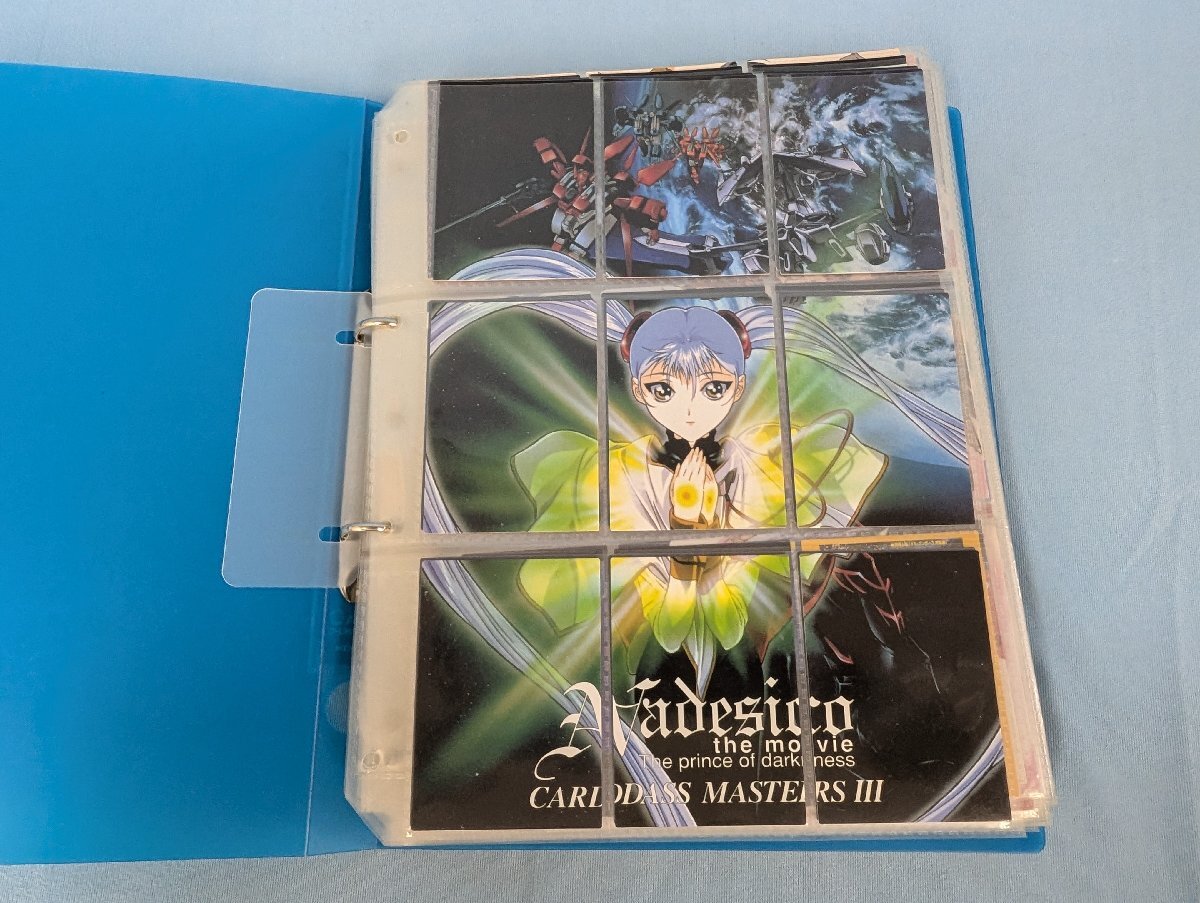 Nadesico
the movie
The prince of darkness
CARDDASS MASTERS III